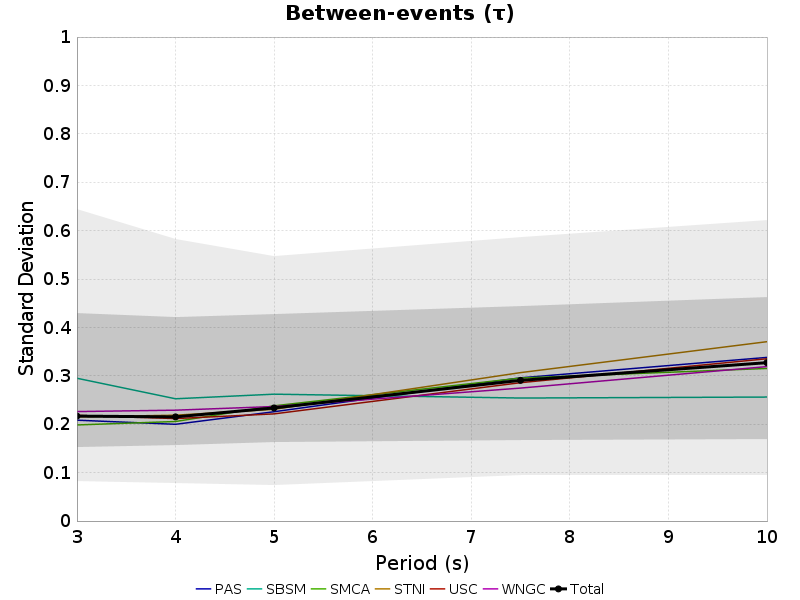 Between-events (τ)
1
0.9
0.8
0.7
0.6
0.5
0.4
0.3
0.2
0.1
0
Standard Deviation
3 4 5 6 7 8 9 10
Period (s)
PAS SBSM SMCA STNI USC WNGC Total